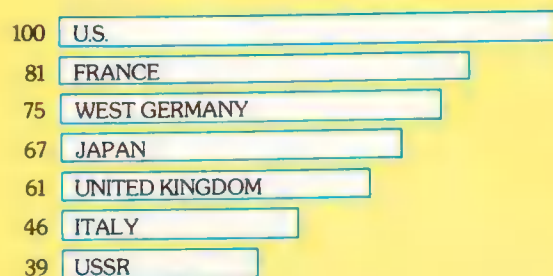 100 U.S.
81 FRANCE
75 WEST GERMANY
67 JAPAN
61 UNITED KINGDOM
46 ITALY
39 USSR